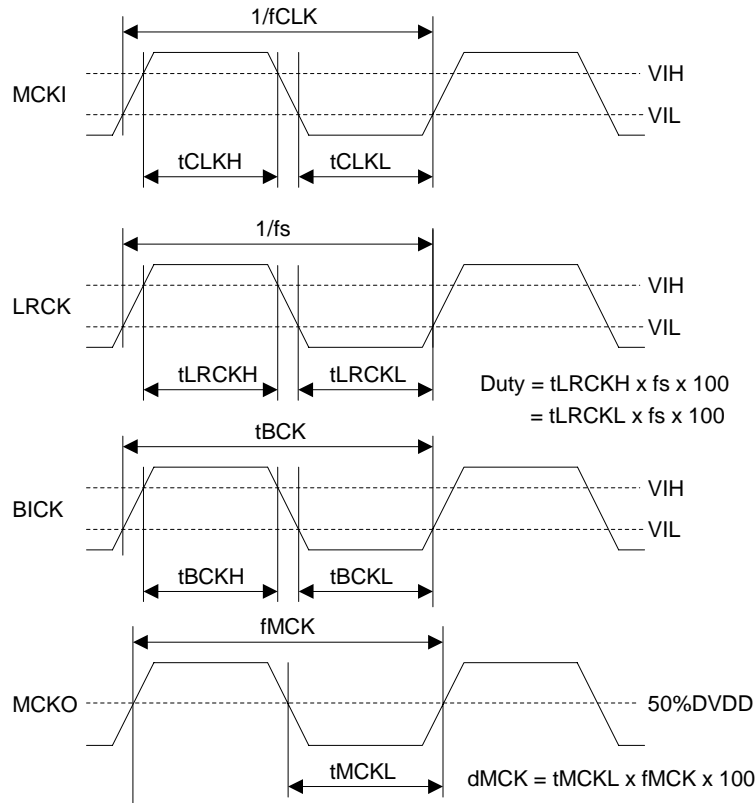 1/fCLK
MCKI
VIH
VIL
tCLKH
tCLKL
1/fs
LRCK
VIH
VIL
tLRCKH
tLRCKL
Duty = tLRCKH x fs x 100
= tLRCKL x fs x 100
tBCK
BICK
VIH
VIL
tBCKH
tBCKL
fMCK
MCKO
50%DVDD
tMCKL
dMCK = tMCKL x fMCK x 100